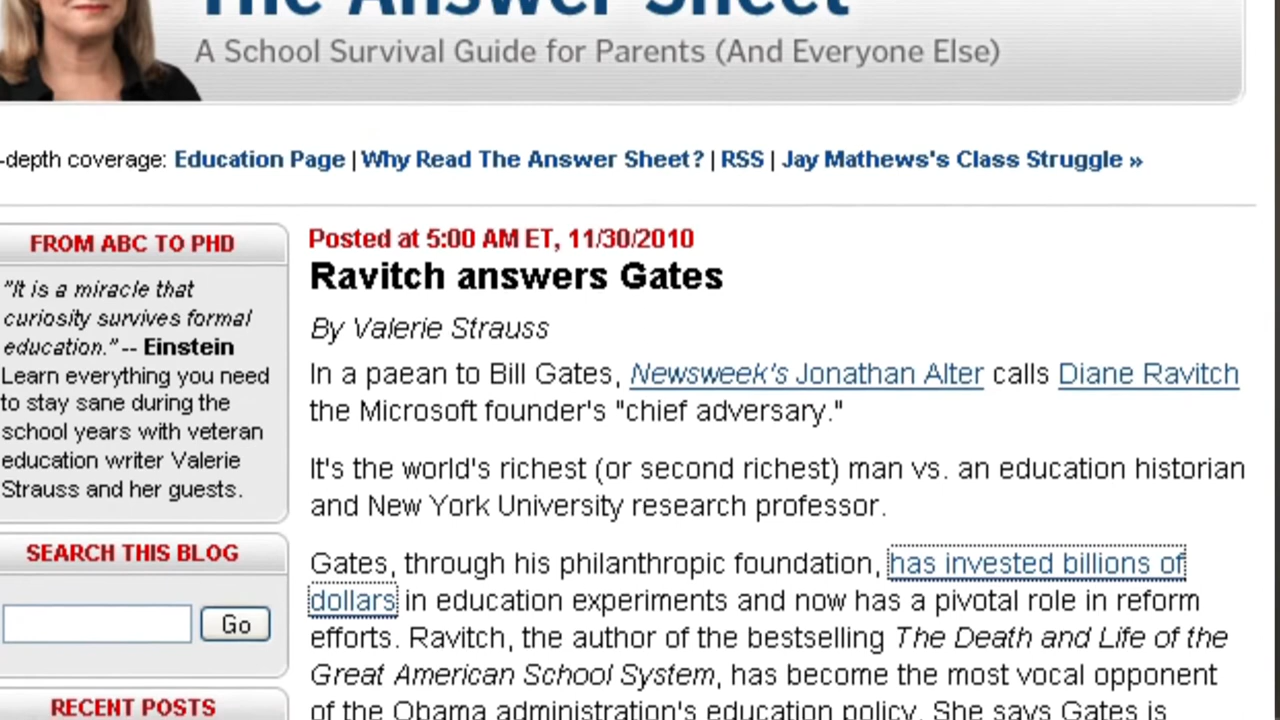 The Answer Sheet
A School Survival Guide for Parents (And Everyone Else)
-depth coverage: Education Page | Why Read The Answer Sheet? | RSS | Jay Mathews's Class Struggle »
FROM ABC TO PHD
"It is a miracle that
curiosity survives formal
education." -- Einstein
Learn everything you need
to stay sane during the
school years with veteran
education writer Valerie
Strauss and her guests.
SEARCH THIS BLOG
Go
RECENT POSTS
Posted at 5:00 AM ET, 11/30/2010
Ravitch answers Gates
By Valerie Strauss
In a paean to Bill Gates, Newsweek's Jonathan Alter calls Diane Ravitch
the Microsoft founder's "chief adversary."
It's the world's richest (or second richest) man vs. an education historian
and New York University research professor.
Gates, through his philanthropic foundation, has invested billions of
dollars in education experiments and now has a pivotal role in reform
efforts. Ravitch, the author of the bestselling The Death and Life of the
Great American School System, has become the most vocal opponent
of the Obama administration's education policy. She says Gates is